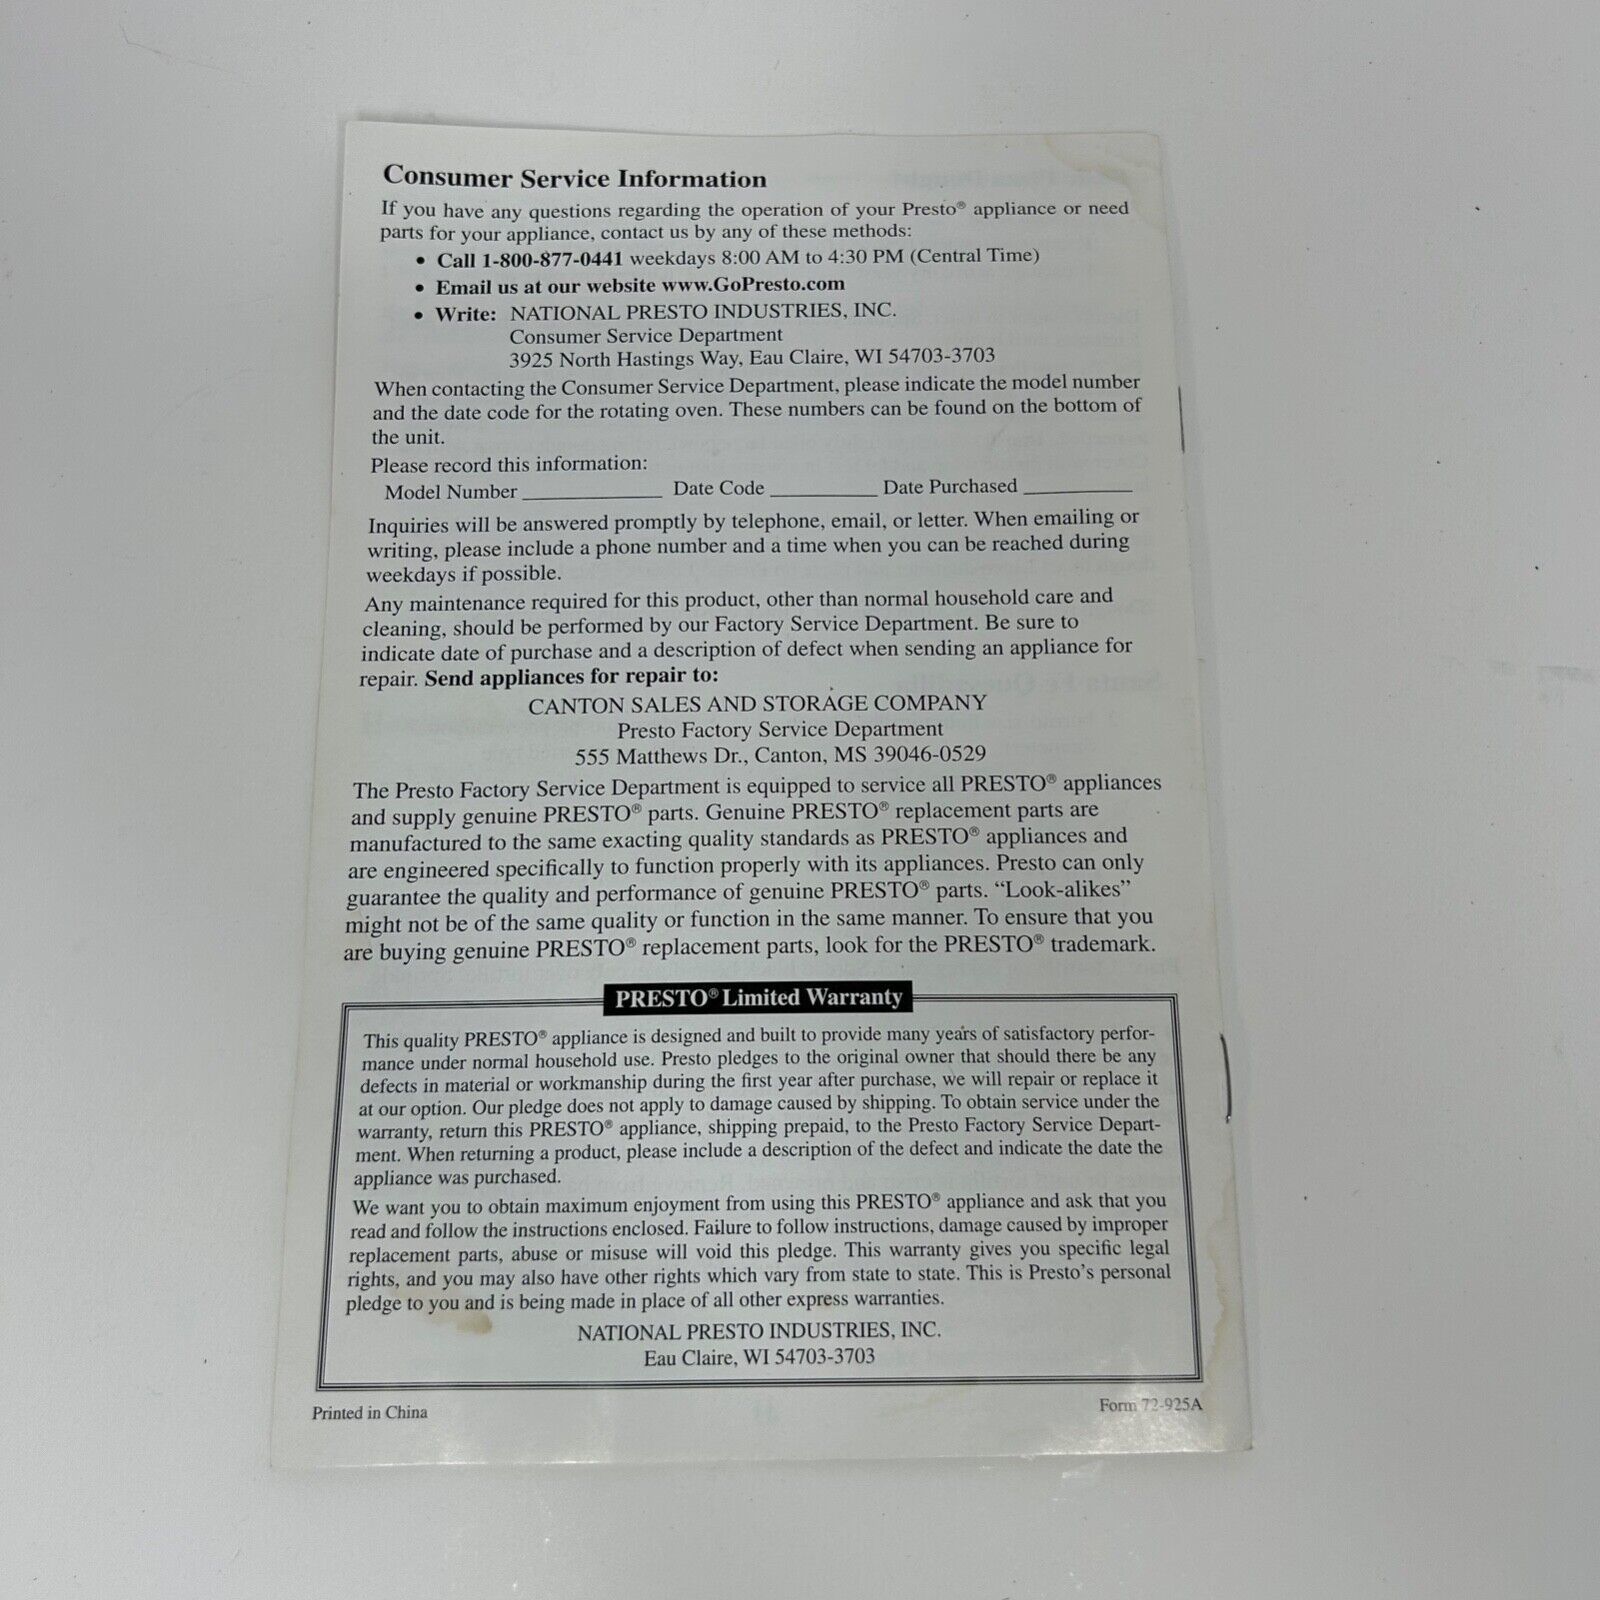 Consumer Service Information
If you have any questions regarding the operation of your Presto® appliance or need
parts for your appliance, contact us by any of these methods:
• Call 1-800-877-0441 weekdays 8:00 AM to 4:30 PM (Central Time)
• Email us at our website www.GoPresto.com
• Write: NATIONAL PRESTO INDUSTRIES, INC.
Consumer Service Department
3925 North Hastings Way, Eau Claire, WI 54703-3703
When contacting the Consumer Service Department, please indicate the model number
and the date code for the rotating oven. These numbers can be found on the bottom of
the unit.
Please record this information:
Model Number _____________ Date Code __________ Date Purchased __________
Inquiries will be answered promptly by telephone, email, or letter. When emailing or
writing, please include a phone number and a time when you can be reached during
weekdays if possible.
Any maintenance required for this product, other than normal household care and
cleaning, should be performed by our Factory Service Department. Be sure to
indicate date of purchase and a description of defect when sending an appliance for
repair. Send appliances for repair to:
CANTON SALES AND STORAGE COMPANY
Presto Factory Service Department
555 Matthews Dr., Canton, MS 39046-0529
The Presto Factory Service Department is equipped to service all PRESTO® appliances
and supply genuine PRESTO® parts. Genuine PRESTO® replacement parts are
manufactured to the same exacting quality standards as PRESTO® appliances and
are engineered specifically to function properly with its appliances. Presto can only
guarantee the quality and performance of genuine PRESTO® parts. “Look-alikes”
might not be of the same quality or function in the same manner. To ensure that you
are buying genuine PRESTO® replacement parts, look for the PRESTO® trademark.
PRESTO® Limited Warranty
This quality PRESTO® appliance is designed and built to provide many years of satisfactory perfor-
mance under normal household use. Presto pledges to the original owner that should there be any
defects in material or workmanship during the first year after purchase, we will repair or replace it
at our option. Our pledge does not apply to damage caused by shipping. To obtain service under the
warranty, return this PRESTO® appliance, shipping prepaid, to the Presto Factory Service Depart-
ment. When returning a product, please include a description of the defect and indicate the date the
appliance was purchased.
We want you to obtain maximum enjoyment from using this PRESTO® appliance and ask that you
read and follow the instructions enclosed. Failure to follow instructions, damage caused by improper
replacement parts, abuse or misuse will void this pledge. This warranty gives you specific legal
rights, and you may also have other rights which vary from state to state. This is Presto’s personal
pledge to you and is being made in place of all other express warranties.
NATIONAL PRESTO INDUSTRIES, INC.
Eau Claire, WI 54703-3703
Printed in China
Form 72-925A